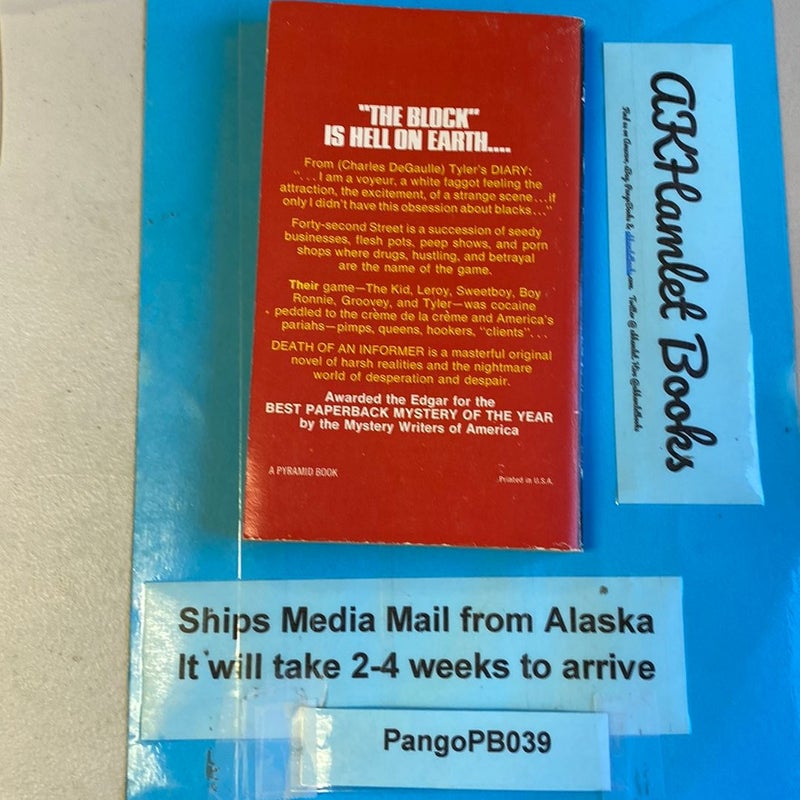 "THE BLOCK"
IS HELL ON EARTH....
From (Charles DeGaulle) Tyler's DIARY:
"... I am a voyeur, a white faggot feeling the
attraction, the excitement, of a strange scene...if
only I didn't have this obsession about blacks..."
Forty-second Street is a succession of seedy
businesses, flesh pots, peep shows, and porn
shops where drugs, hustling, and betrayal
are the name of the game.
Their game—The Kid, Leroy, Sweetboy, Boy
Ronnie, Groovey, and Tyler—was cocaine
peddled to the crème de la crème and America's
pariahs—pimps, queens, hookers, "clients"...
DEATH OF AN INFORMER is a masterful original
novel of harsh realities and the nightmare
world of desperation and despair.
Awarded the Edgar for the
BEST PAPERBACK MYSTERY OF THE YEAR
by the Mystery Writers of America
A PYRAMID BOOK
Printed in U.S.A.
AKHamlet Books
Find us on Amazon, eBay, PangoBooks &
Ships Media Mail from Alaska
It will take 2-4 weeks to arrive
PangoPB039